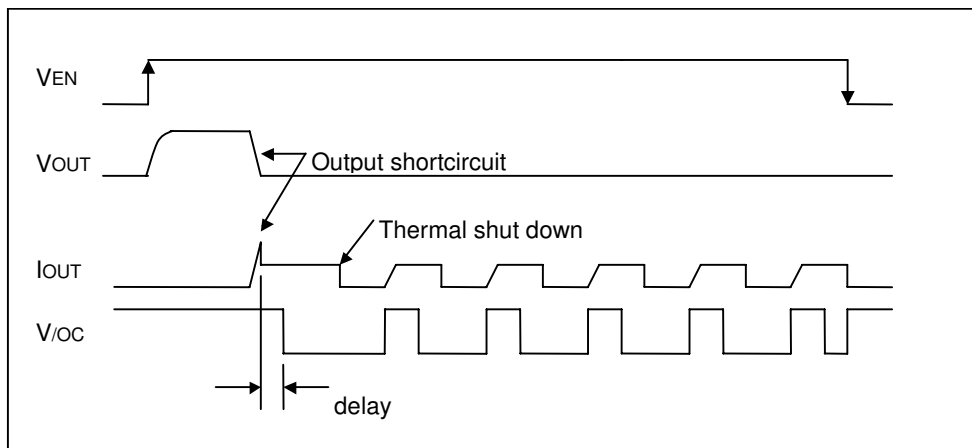 VEN
VOUT
Output shortcircuit
Thermal shut down
IOUT
V/OC
delay